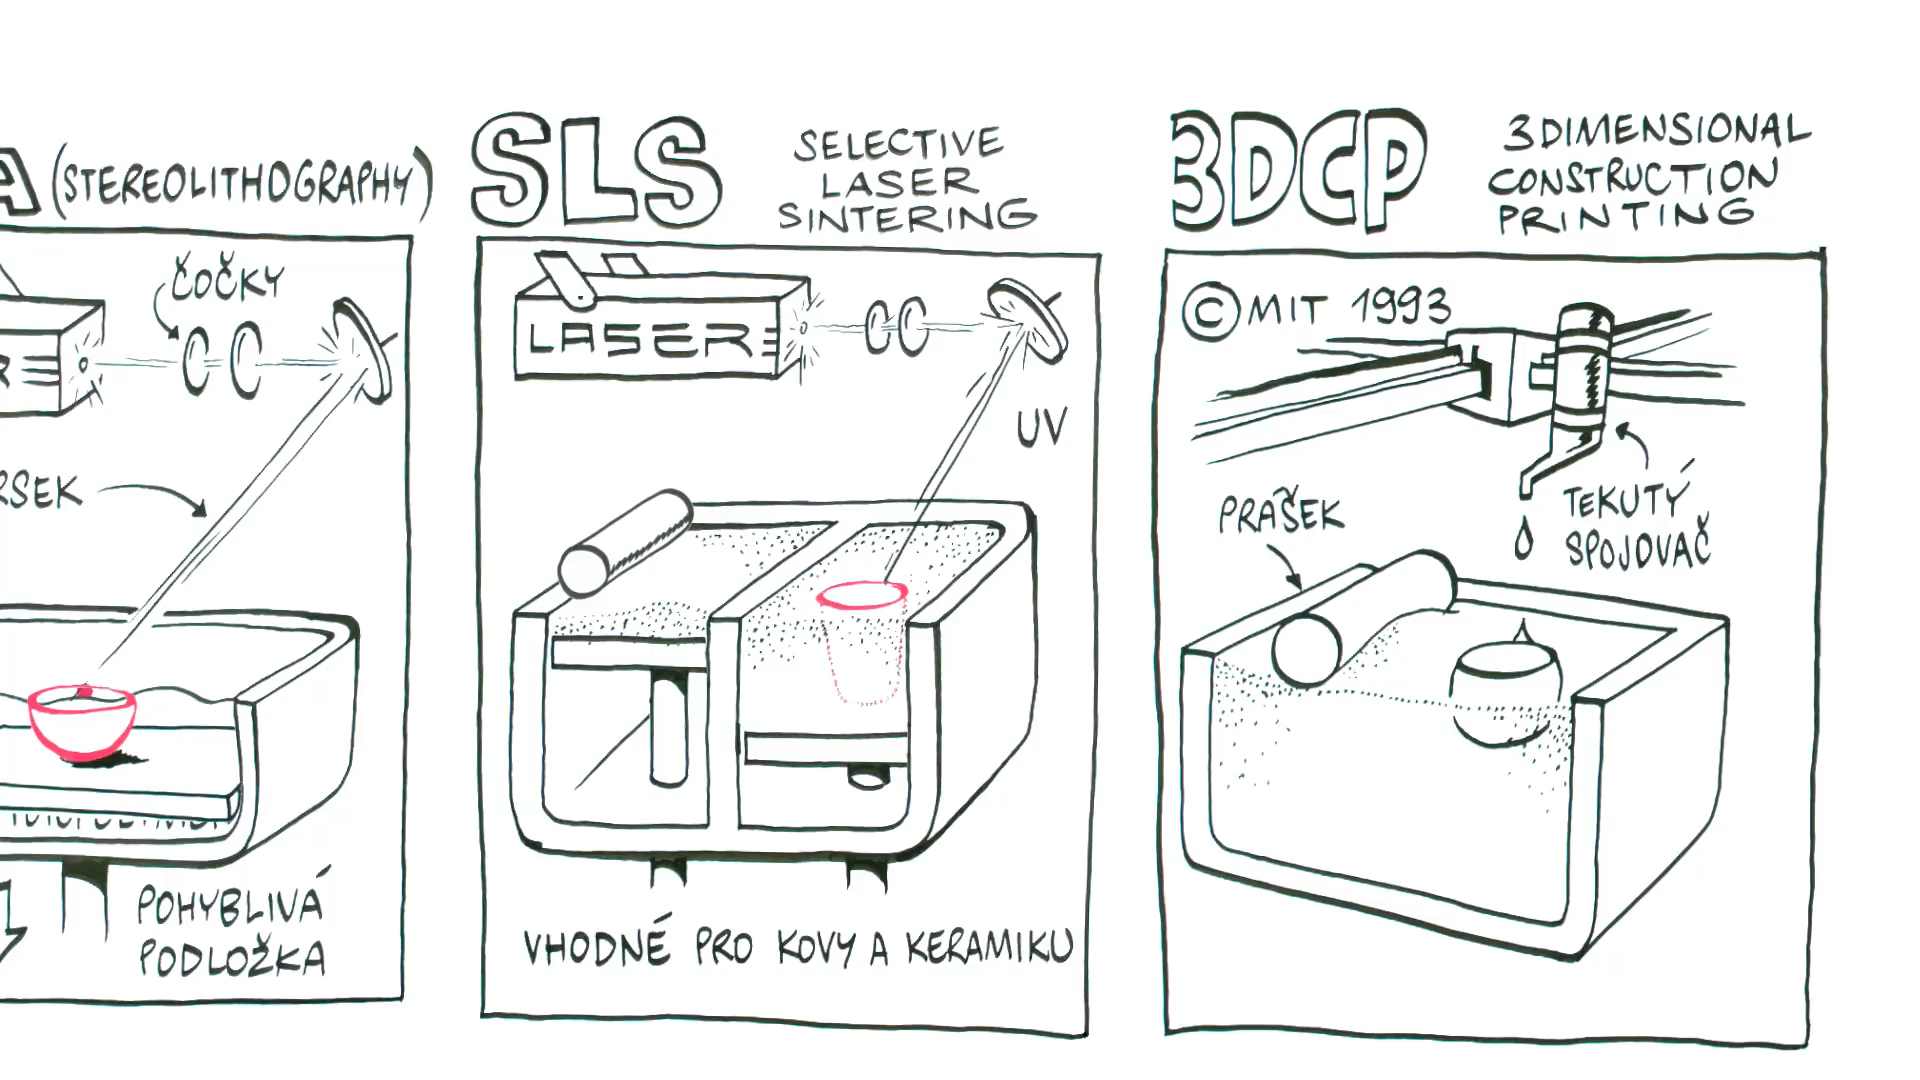 A (STEREOLITHOGRAPHY)
ČOČKY
POHYBLIVÁ
PODLOŽKA
SLS
SELECTIVE
LASER
SINTERING
LASER
UV
VHODNÉ PRO KOVY A KERAMIKU
3DCP
3DIMENSIONAL
CONSTRUCTION
PRINTING
© MIT 1993
PRAŠEK
TEKUTÝ
SPOJOVAČ